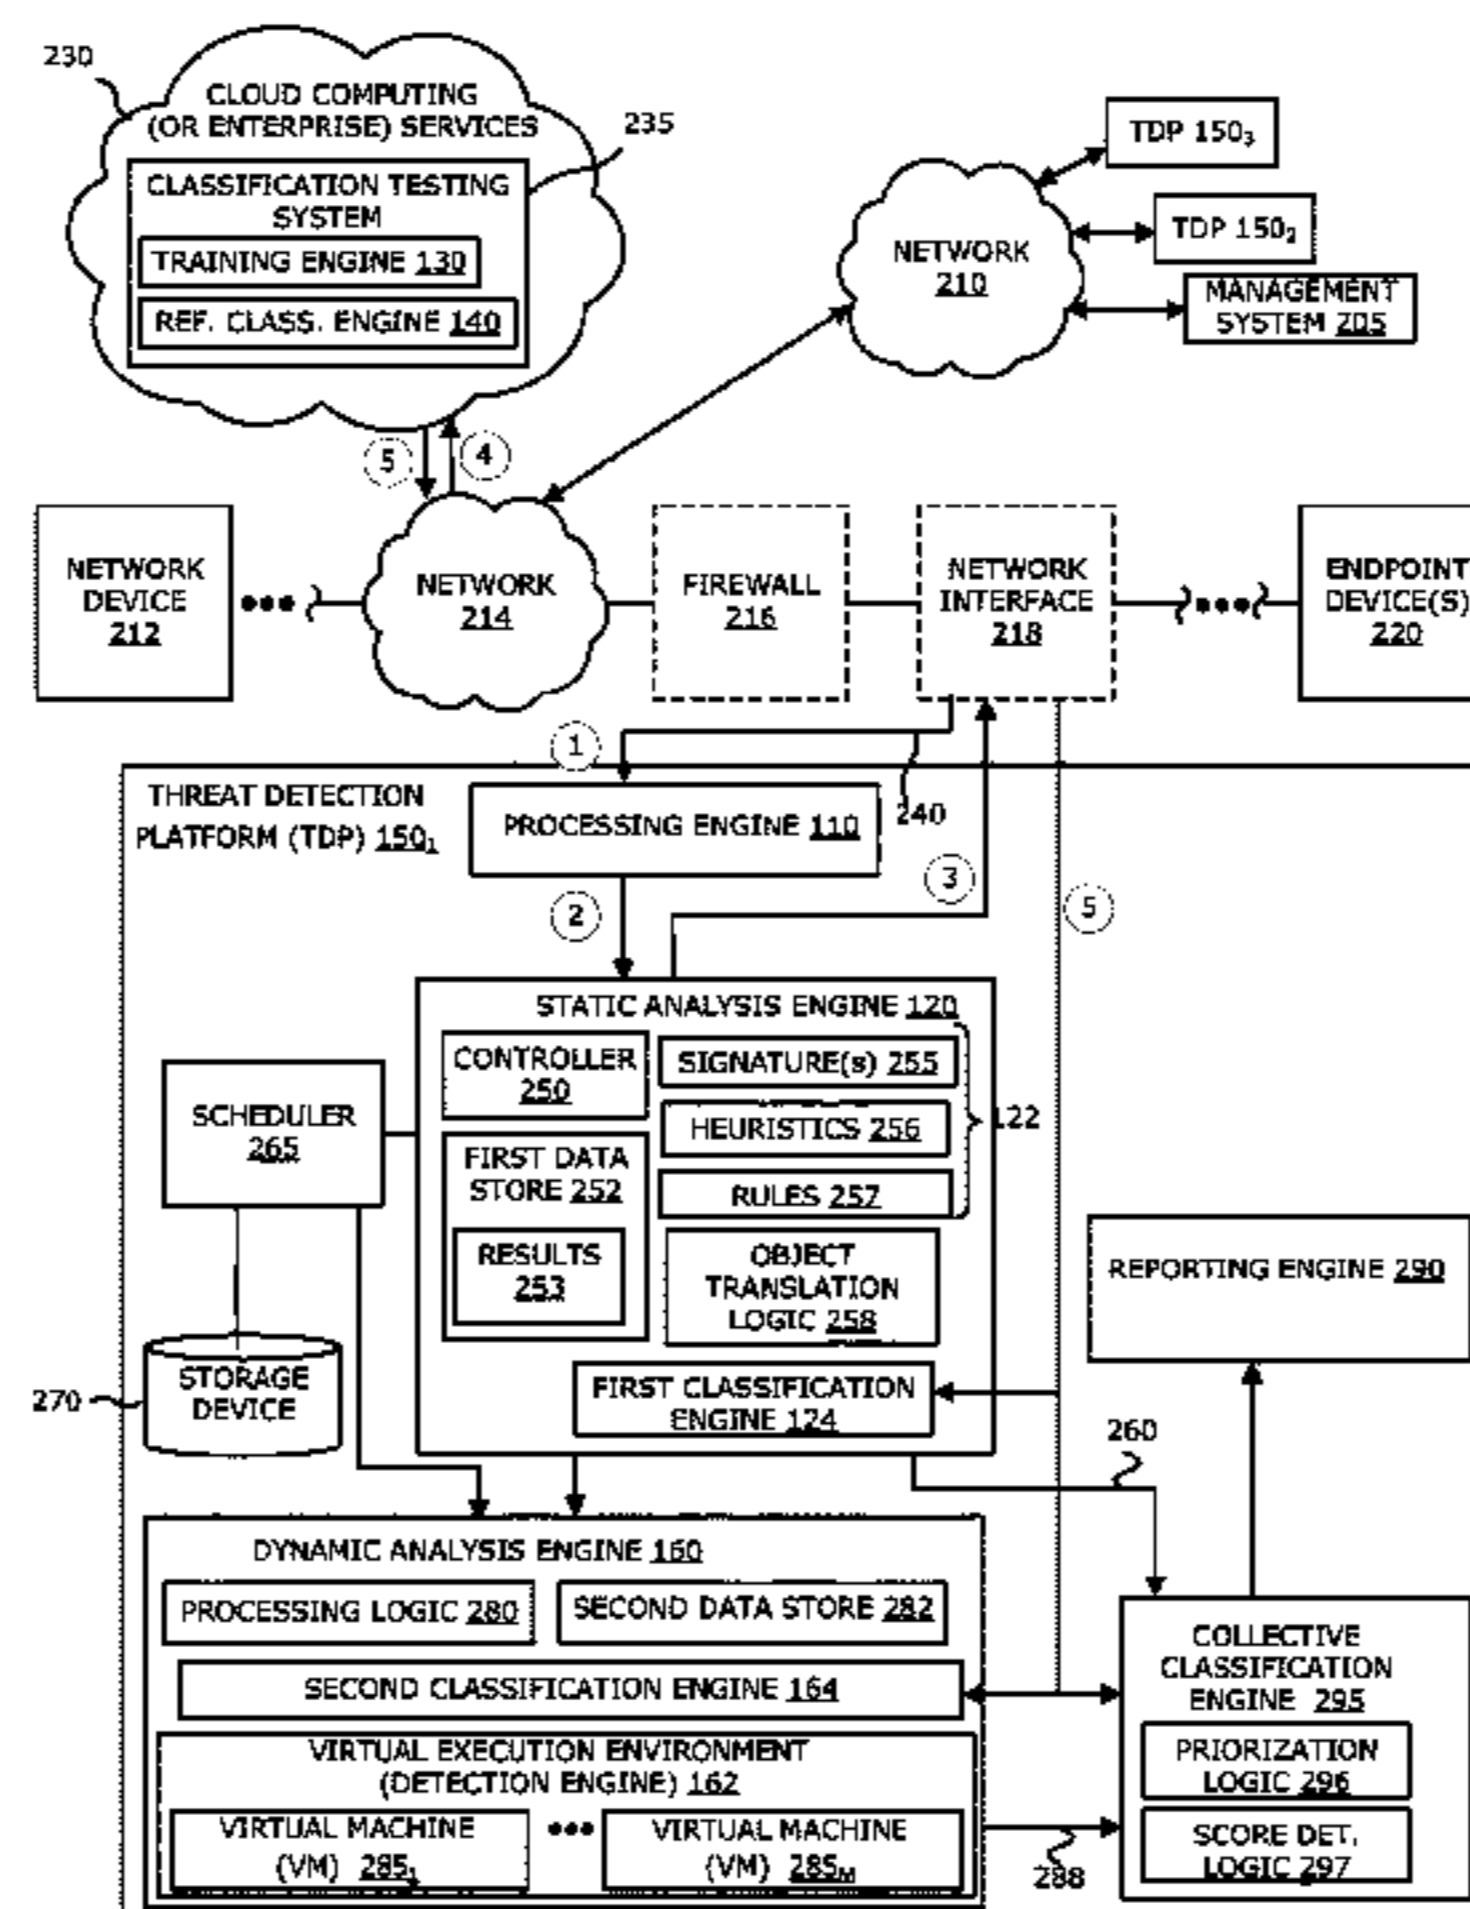 230
CLOUD COMPUTING
(OR ENTERPRISE) SERVICES
235
CLASSIFICATION TESTING
SYSTEM
TRAINING ENGINE 130
REF. CLASS. ENGINE 140
TDP 150₃
TDP 150₂
NETWORK
210
MANAGEMENT
SYSTEM 205
5
4
NETWORK
DEVICE
212
NETWORK
214
FIREWALL
216
NETWORK
INTERFACE
218
ENDPOINT
DEVICE(S)
220
1
THREAT DETECTION
PLATFORM (TDP) 150₁
PROCESSING ENGINE 110
240
2
3
5
STATIC ANALYSIS ENGINE 120
CONTROLLER
250
SIGNATURE(s) 255
HEURISTICS 256
122
SCHEDULER
265
FIRST DATA
STORE 252
RULES 257
RESULTS
253
OBJECT
TRANSLATION
LOGIC 258
REPORTING ENGINE 290
270
STORAGE
DEVICE
FIRST CLASSIFICATION
ENGINE 124
260
DYNAMIC ANALYSIS ENGINE 160
PROCESSING LOGIC 280
SECOND DATA STORE 282
SECOND CLASSIFICATION ENGINE 164
COLLECTIVE
CLASSIFICATION
ENGINE 295
VIRTUAL EXECUTION ENVIRONMENT
(DETECTION ENGINE) 162
PRIORIZATION
LOGIC 296
VIRTUAL MACHINE
(VM) 285₁
VIRTUAL MACHINE
(VM) 285ₘ
288
SCORE DET.
LOGIC 297